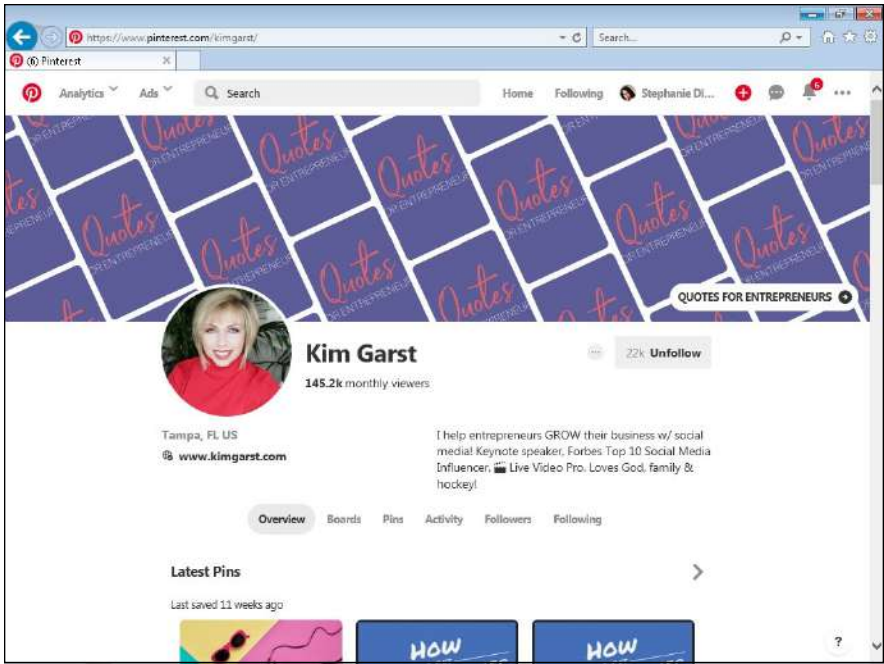 https://www.pinterest.com/kimgarst/
Search...
(6) Pinterest
Analytics
Ads
Search
Home
Following
Stephanie Di...
6
Quotes
QUOTES FOR ENTREPRENEURS
Kim Garst
22k Unfollow
145.2k monthly viewers
Tampa, FL US
www.kimgarst.com
I help entrepreneurs GROW their business w/ social
media! Keynote speaker, Forbes Top 10 Social Media
Influencer. 🎬 Live Video Pro. Loves God, family &
hockey!
Overview
Boards
Pins
Activity
Followers
Following
Latest Pins
Last saved 11 weeks ago
HOW
HOW
?